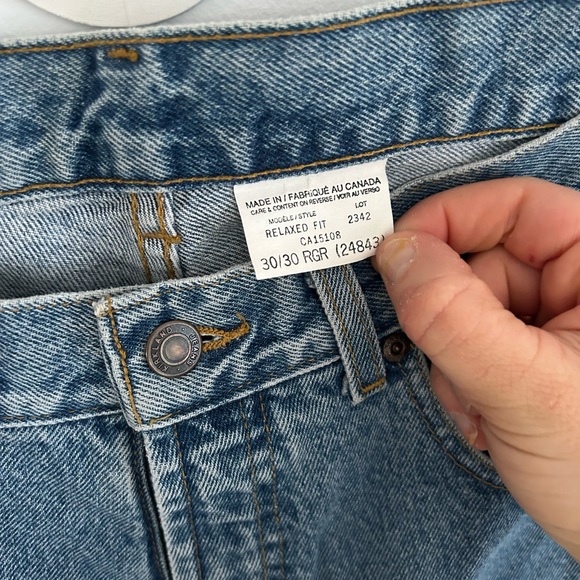 MADE IN / FABRIQUÉ AU CANADA
CARE & CONTENT ON REVERSE / VOIR AU VERSO
MODÈLE / STYLE LOT
RELAXED FIT 2342
CA15108
30/30 RGR (24843)
KIRKLAND